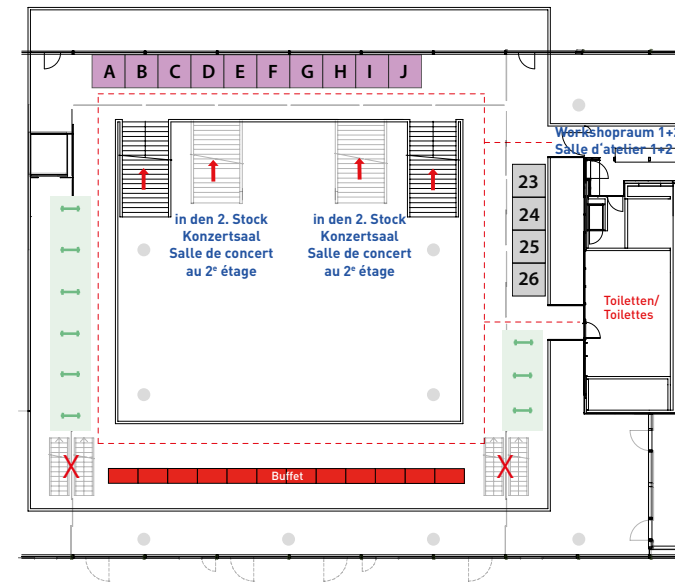 A B C D E F G H I J
Workshopraum 1+2
Salle d'atelier 1+2
23
24
25
26
in den 2. Stock
Konzertsaal
Salle de concert
au 2e étage
in den 2. Stock
Konzertsaal
Salle de concert
au 2e étage
Toiletten/
Toilettes
X
X
Buffet